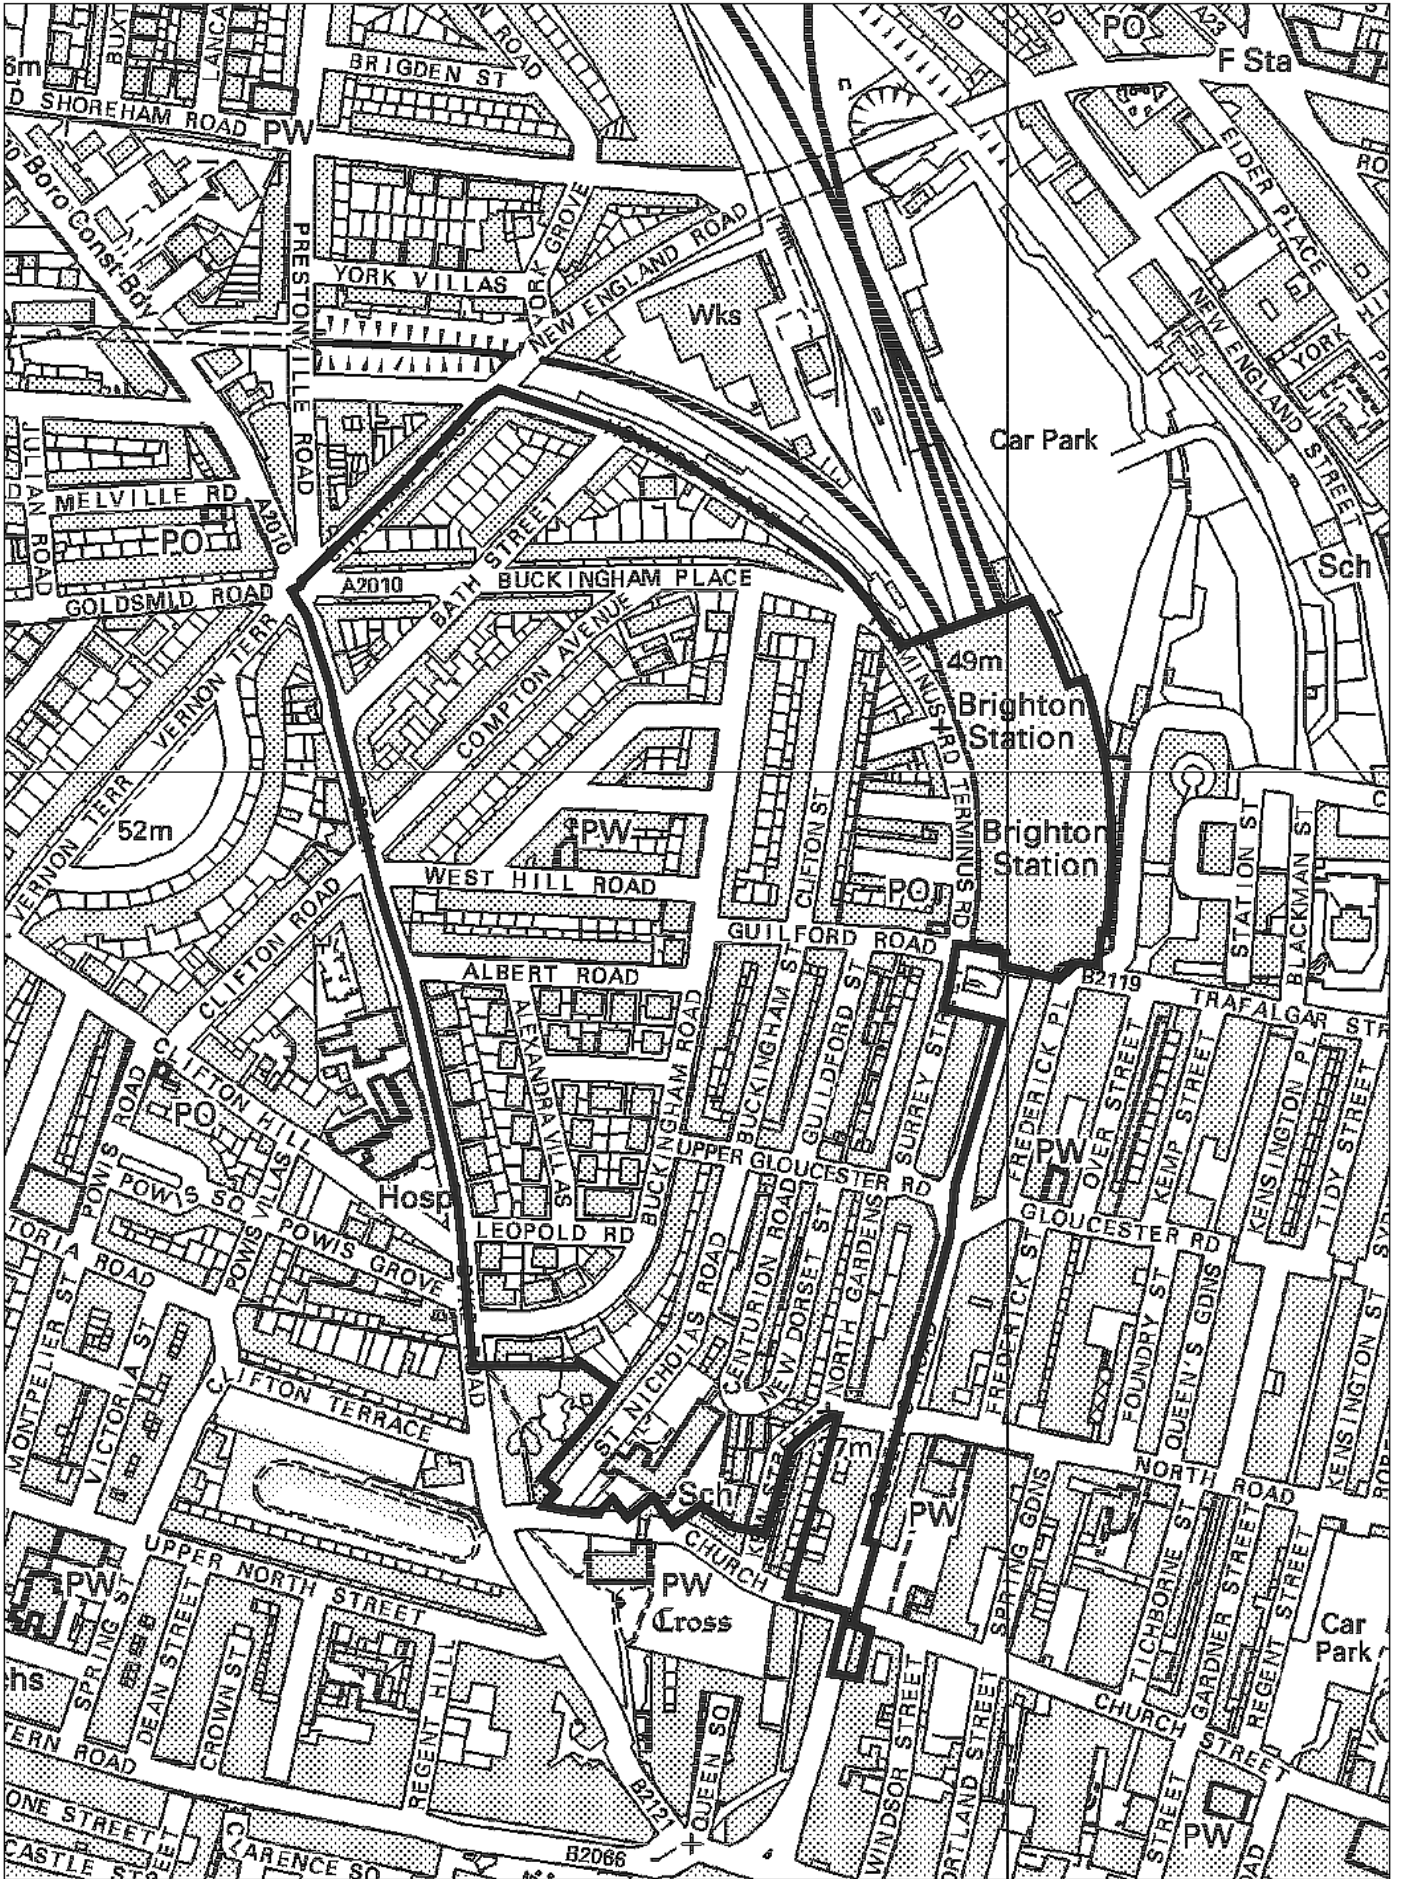 PO
A23
F Sta
BRIGDEN ST
ROAD
SHOREHAM ROAD
PW
ELDER PLACE
Boro Const Bdy
PRESTONVILLE ROAD
YORK VILLAS
NEW ENGLAND ROAD
Wks
NEW ENGLAND STREET
YORK
Car Park
JULIAN ROAD
MELVILLE RD
A2010
PO
GOLDSMID ROAD
A2010
BATH STREET
BUCKINGHAM PLACE
Sch
VERNON TERR
COMPTON AVENUE
49m
Brighton
Station
VERNON TERR
52m
PW
CLIFTON ST
TERMINUS RD
Brighton
Station
STATION ST
BLACKMAN ST
WEST HILL ROAD
PO
CLIFTON ROAD
GUILFORD ROAD
ALBERT ROAD
B2119
TRAFALGAR STR
ALEXANDRA VILLAS
BUCKINGHAM ROAD
BUCKINGHAM ST
GUILDFORD ST
SURREY STR
FREDERICK PL
OVER STREET
KEMP STREET
KENSINGTON PL
TIDY STREET
CLIFTON HILL
PO
POWIS ROAD
POWIS SQ
POWIS VILLAS
POWIS GROVE
Hosp
UPPER GLOUCESTER RD
PW
LEOPOLD RD
GLOUCESTER RD
TORIA ROAD
MONTPELIER ST
VICTORIA ST
ST NICHOLAS ROAD
CENTURION ROAD
NEW DORSET ST
NORTH GARDENS
FREDERICK ST
FOUNDRY ST
QUEEN'S GDNS
KENSINGTON ST
CLIFTON TERRACE
7m
Sch
PW
NORTH ROAD
SPRING GDNS
TICHBORNE ST
GARDNER STREET
REGENT STREET
CHURCH
PW
Cross
UPPER NORTH STREET
PW
SPRING ST
DEAN STREET
CROWN ST
REGENT HILL
Car
Park
CHURCH STREET
WINDSOR STREET
QUEEN SQ
B2121
TERN ROAD
STREET
PW
B2066